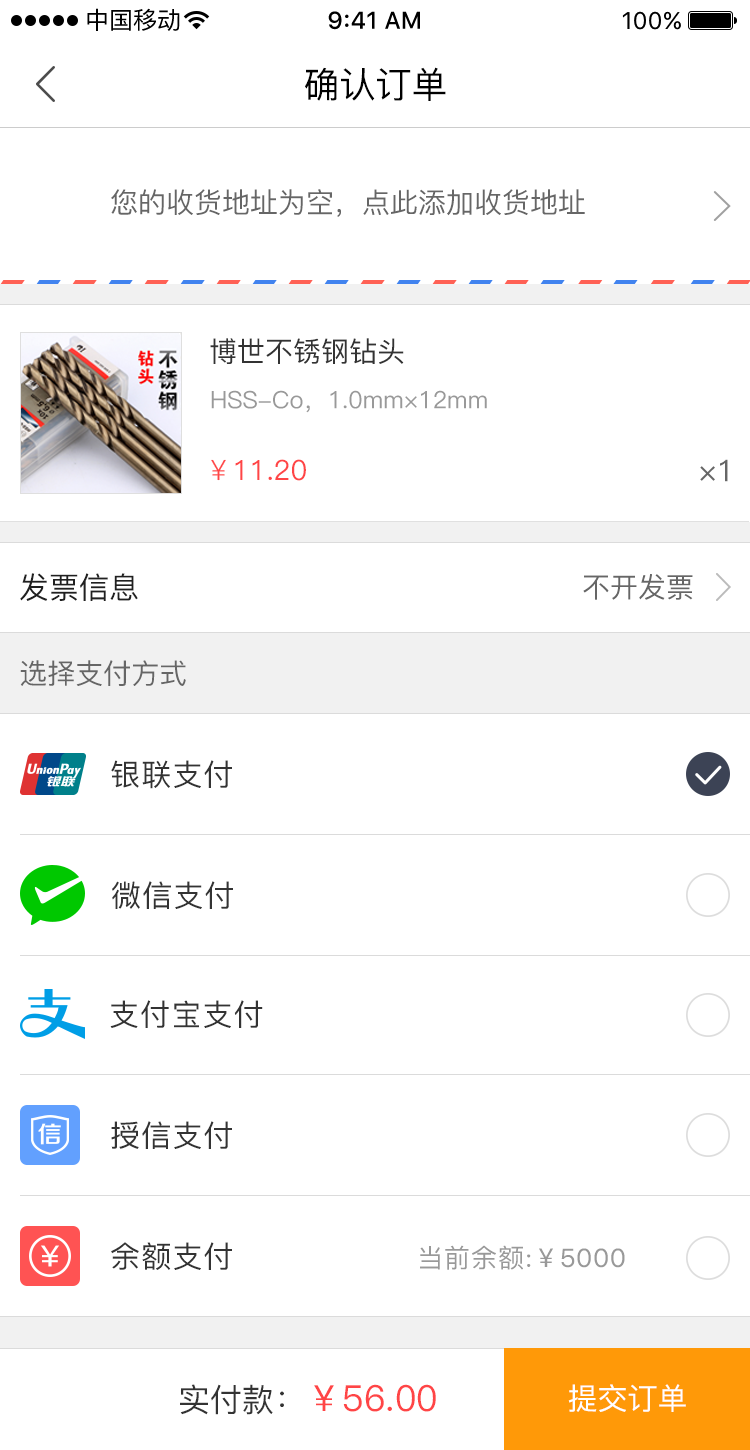 中国移动 9:41 AM 100%
确认订单
您的收货地址为空，点此添加收货地址
不锈钢
钻头
博世不锈钢钻头
HSS-Co，1.0mm×12mm
¥ 11.20 ×1
发票信息 不开发票
选择支付方式
UnionPay
银联
银联支付
微信支付
支付宝支付
信 授信支付
¥ 余额支付 当前余额: ¥ 5000
实付款： ¥ 56.00 提交订单